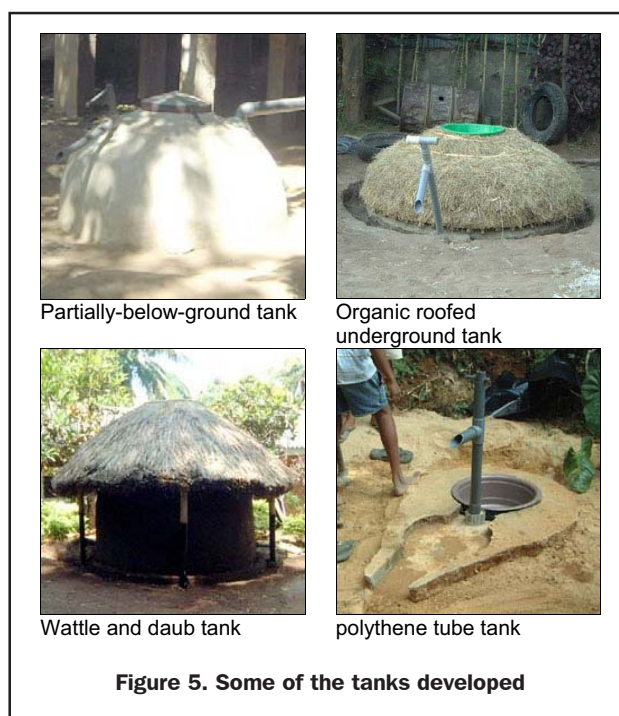 Partially-below-ground tank
Organic roofed
underground tank
Wattle and daub tank
polythene tube tank
Figure 5. Some of the tanks developed